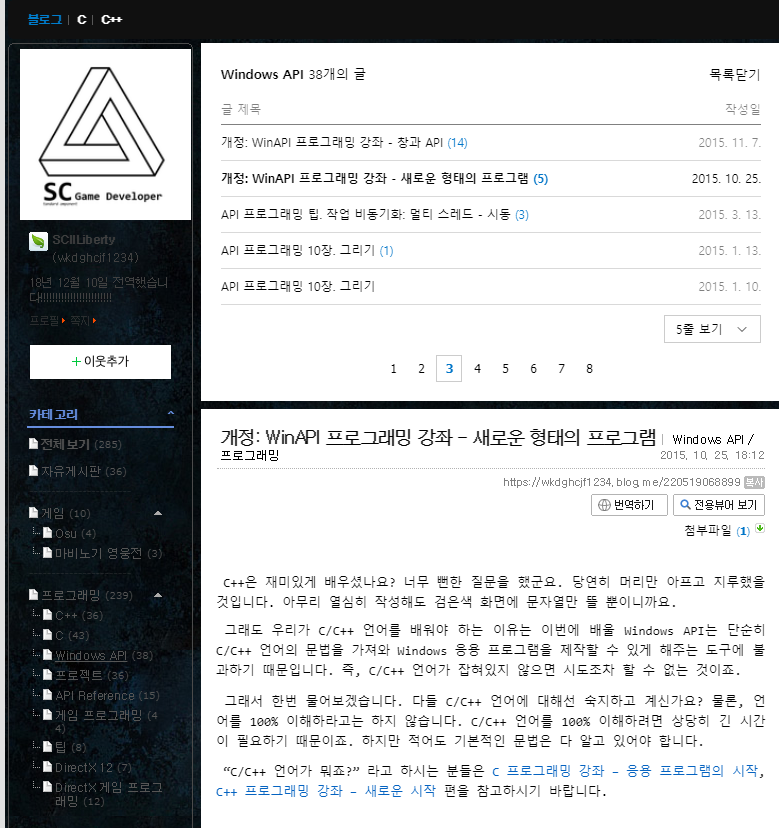 블로그 | C | C++
SC Game Developer
SCIILiberty
(wkdghcjf1234)
18년 12월 10일 전역했습니
다!!!!!!!!!!!!!!!!!!!!!!!!
프로필 쪽지
+ 이웃추가
카테고리
전체보기 (285)
자유게시판 (36)
게임 (10)
Osu (4)
마비노기 영웅전 (3)
프로그래밍 (239)
C++ (36)
C (43)
Windows API (38)
프로젝트 (36)
API Reference (15)
게임 프로그래밍 (4
4)
팁 (8)
DirectX 12 (7)
DirectX 게임 프로그
래밍 (12)
Windows API 38개의 글 목록닫기
글 제목 작성일
개정: WinAPI 프로그래밍 강좌 - 창과 API (14) 2015. 11. 7.
개정: WinAPI 프로그래밍 강좌 - 새로운 형태의 프로그램 (5) 2015. 10. 25.
API 프로그래밍 팁. 작업 비동기화: 멀티 스레드 - 시동 (3) 2015. 3. 13.
API 프로그래밍 10장. 그리기 (1) 2015. 1. 13.
API 프로그래밍 10장. 그리기 2015. 1. 10.
5줄 보기
1 2 3 4 5 6 7 8
개정: WinAPI 프로그래밍 강좌 - 새로운 형태의 프로그램 | Windows API /
프로그래밍 2015. 10. 25. 18:12
https://wkdghcjf1234.blog.me/220519068899 복사
번역하기 전용뷰어 보기
첨부파일 (1)
C++은 재미있게 배우셨나요? 너무 뻔한 질문을 했군요. 당연히 머리만 아프고 지루했을
것입니다. 아무리 열심히 작성해도 검은색 화면에 문자열만 뜰 뿐이니까요.
그래도 우리가 C/C++ 언어를 배워야 하는 이유는 이번에 배울 Windows API는 단순히
C/C++ 언어의 문법을 가져와 Windows 응용 프로그램을 제작할 수 있게 해주는 도구에 불
과하기 때문입니다. 즉, C/C++ 언어가 잡혀있지 않으면 시도조차 할 수 없는 것이죠.
그래서 한번 물어보겠습니다. 다들 C/C++ 언어에 대해선 숙지하고 계신가요? 물론, 언
어를 100% 이해하라고는 하지 않습니다. C/C++ 언어를 100% 이해하려면 상당히 긴 시간
이 필요하기 때문이죠. 하지만 적어도 기본적인 문법은 다 알고 있어야 합니다.
“C/C++ 언어가 뭐죠?” 라고 하시는 분들은 C 프로그래밍 강좌 – 응용 프로그램의 시작,
C++ 프로그래밍 강좌 – 새로운 시작 편을 참고하시기 바랍니다.